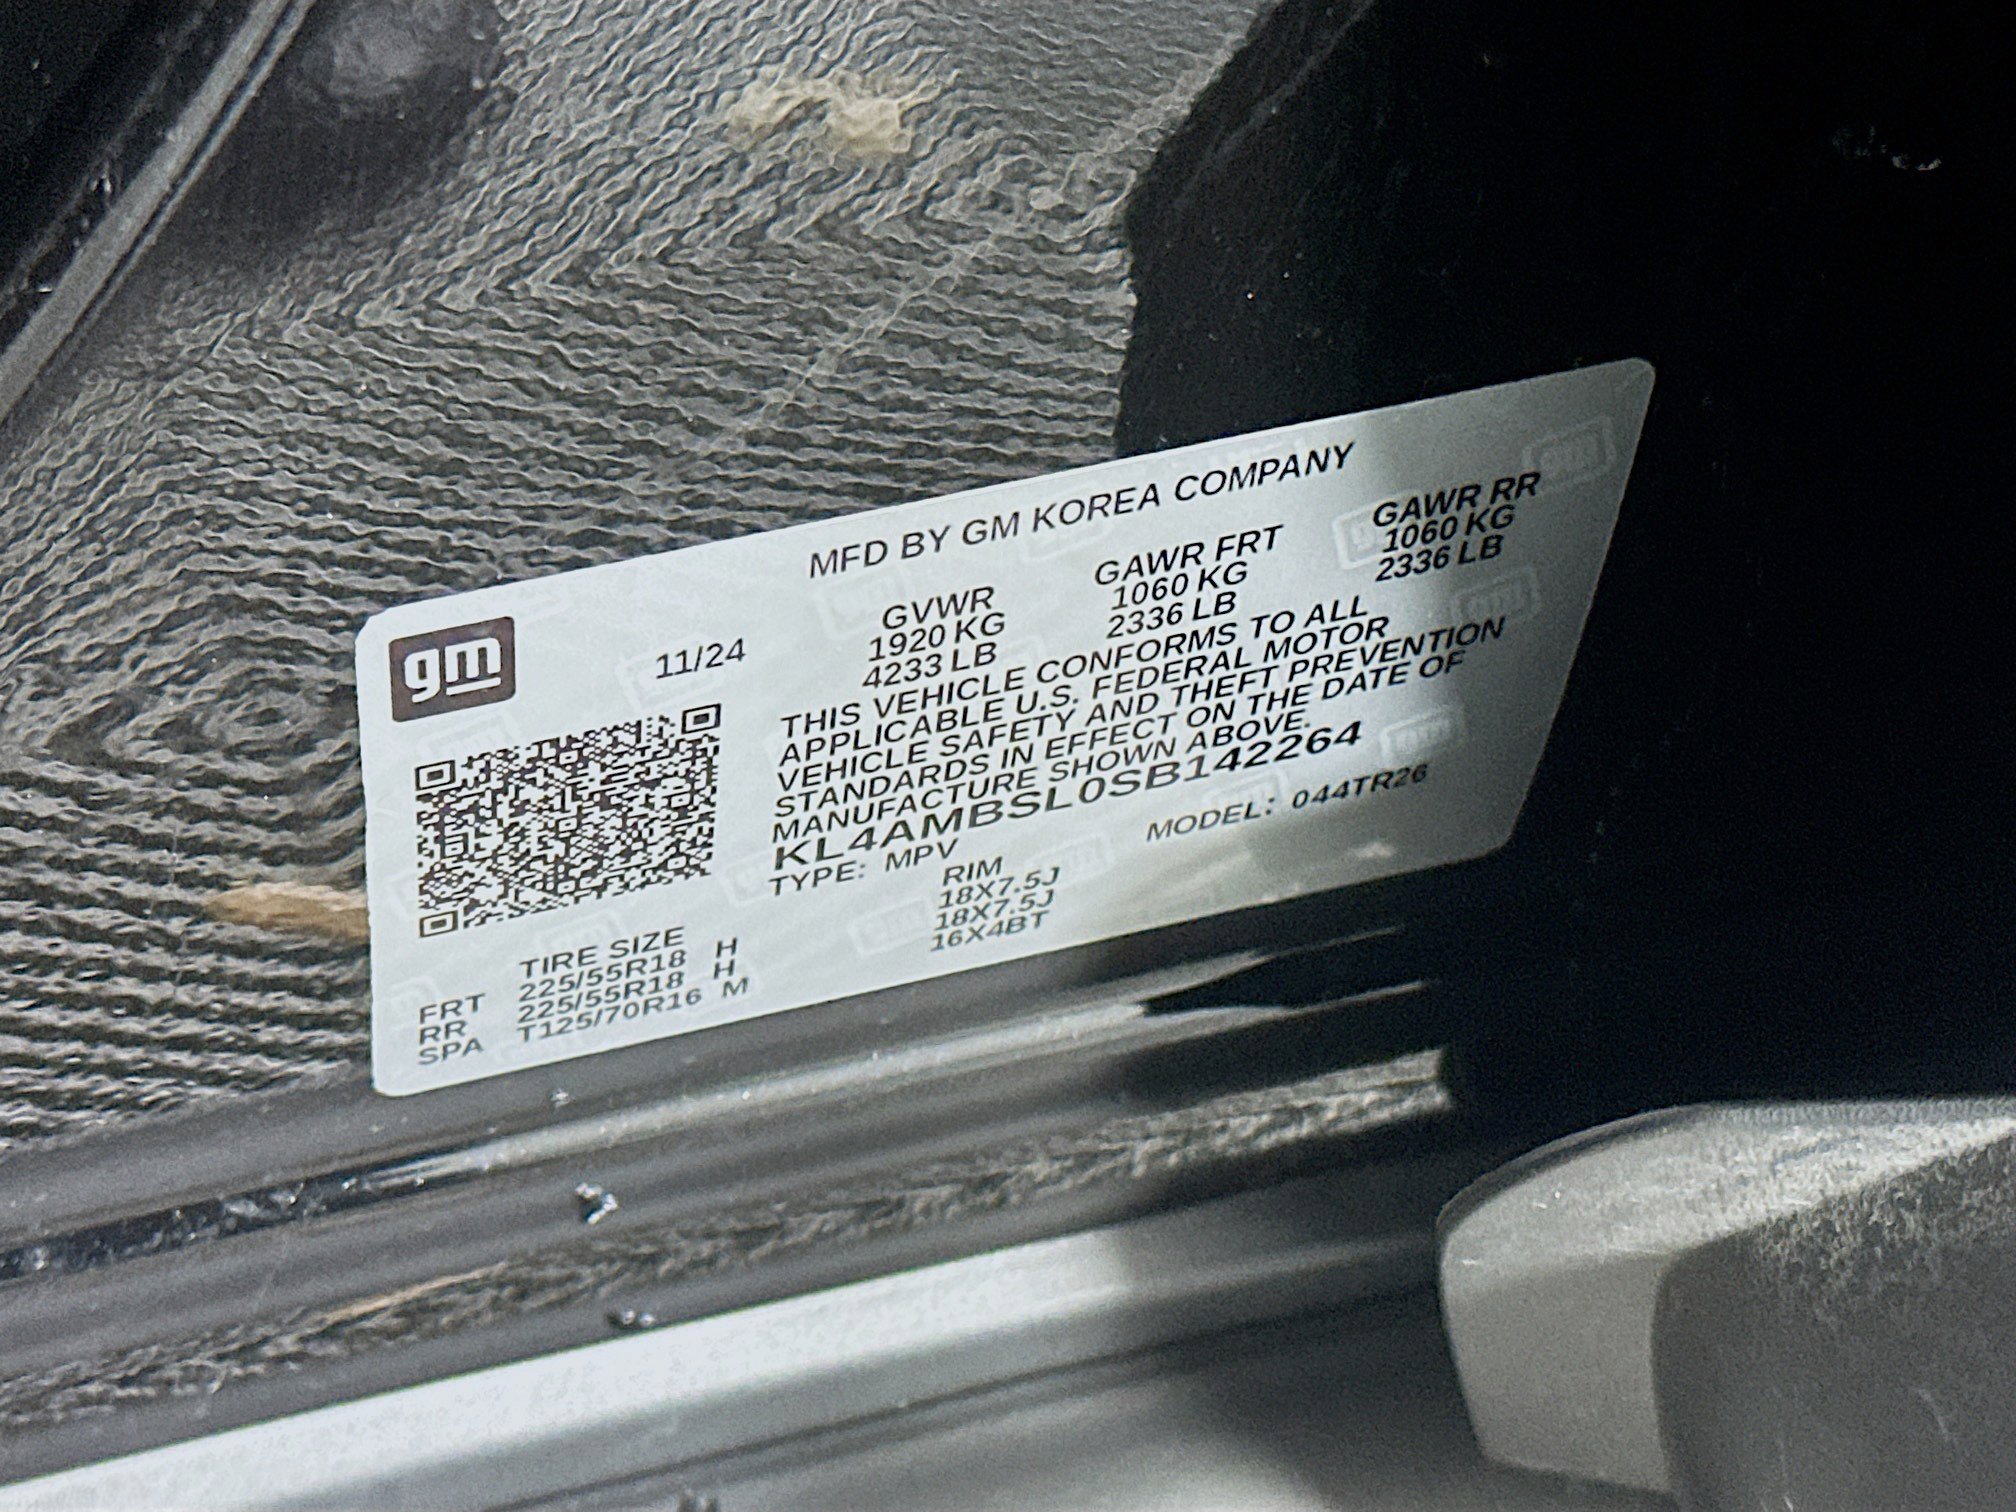 gm
MFD BY GM KOREA COMPANY
11/24
GVWR GAWR FRT GAWR RR
1920 KG 1060 KG 1060 KG
4233 LB 2336 LB 2336 LB
THIS VEHICLE CONFORMS TO ALL
APPLICABLE U.S. FEDERAL MOTOR
VEHICLE SAFETY AND THEFT PREVENTION
STANDARDS IN EFFECT ON THE DATE OF
MANUFACTURE SHOWN ABOVE.
KL4AMBSL0SB142264
TYPE: MPV MODEL: 044TR26
TIRE SIZE RIM
FRT 225/55R18 H 18X7.5J
RR 225/55R18 H 18X7.5J
SPA T125/70R16 M 16X4BT